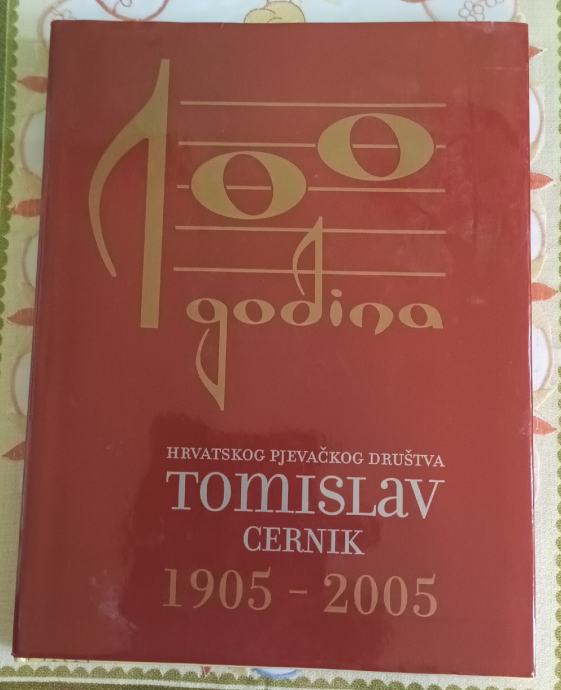 100
godina
HRVATSKOG PJEVAČKOG DRUŠTVA
TOMISLaV
CERNIK
1905 - 2005